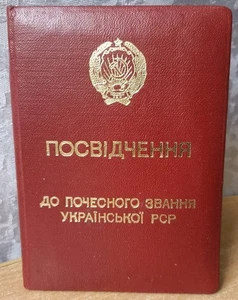 ПОСВІДЧЕННЯ
ДО ПОЧЕСНОГО ЗВАННЯ
УКРАЇНСЬКОЇ РСР